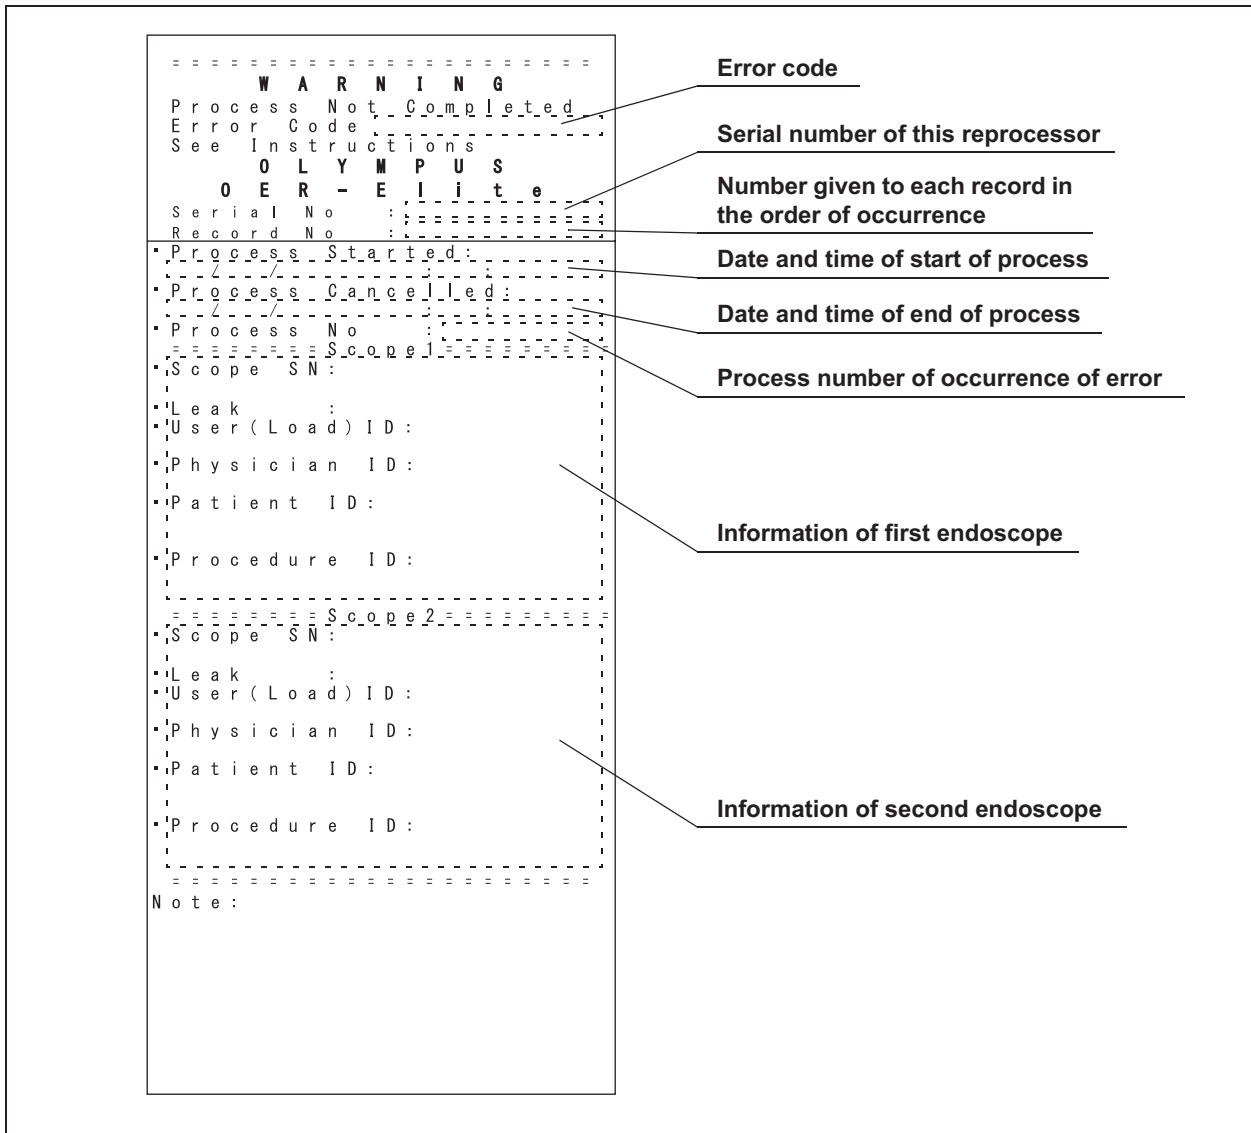 = = = = = = = = = = = = = = = = = = = = = =
WARNING
Process Not Completed
Error Code
See Instructions
OLYMPUS
OER-Elite
Serial No :
Record No :
・Process Started:
/ / : :
・Process Cancelled:
/ / : :
・Process No :
========Scope1=========
・Scope SN:
・Leak :
・User(Load)ID:
・Physician ID:
・Patient ID:
・Procedure ID:
========Scope2=========
・Scope SN:
・Leak :
・User(Load)ID:
・Physician ID:
・Patient ID:
・Procedure ID:
= = = = = = = = = = = = = = = = = = = = = =
Note:
Error code
Serial number of this reprocessor
Number given to each record in
the order of occurrence
Date and time of start of process
Date and time of end of process
Process number of occurrence of error
Information of first endoscope
Information of second endoscope